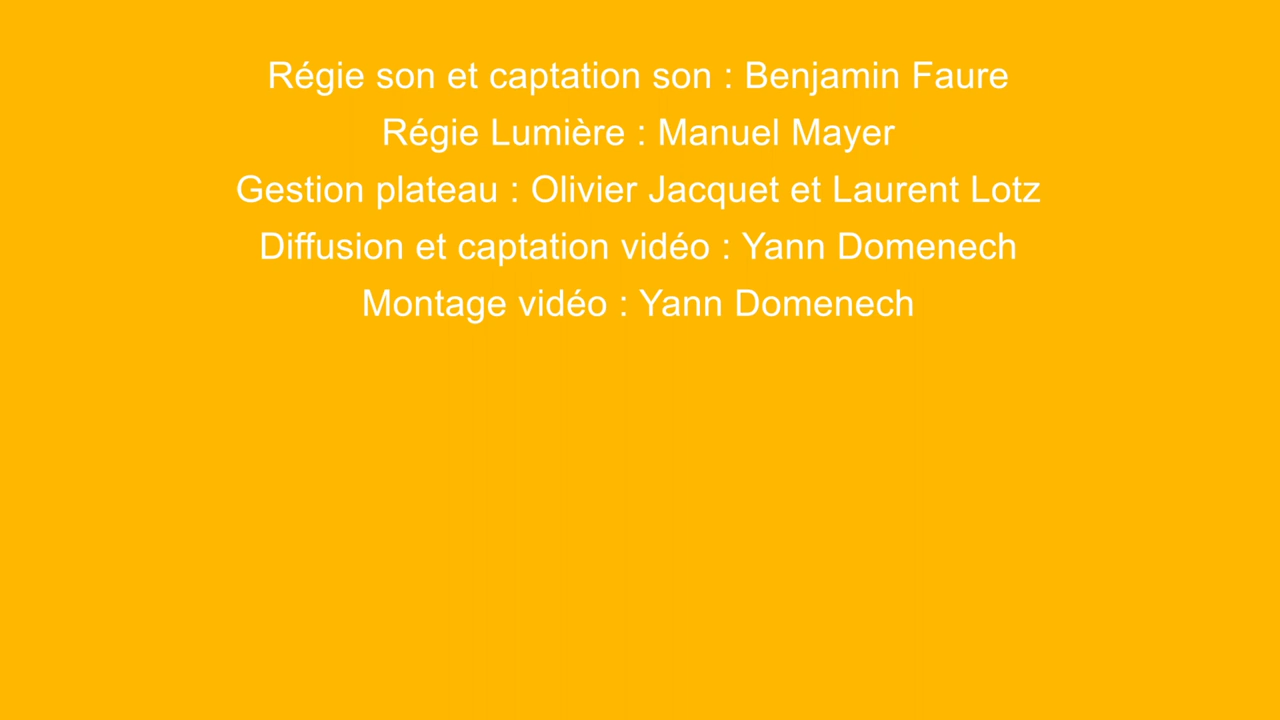 Régie son et captation son : Benjamin Faure
Régie Lumière : Manuel Mayer
Gestion plateau : Olivier Jacquet et Laurent Lotz
Diffusion et captation vidéo : Yann Domenech
Montage vidéo : Yann Domenech